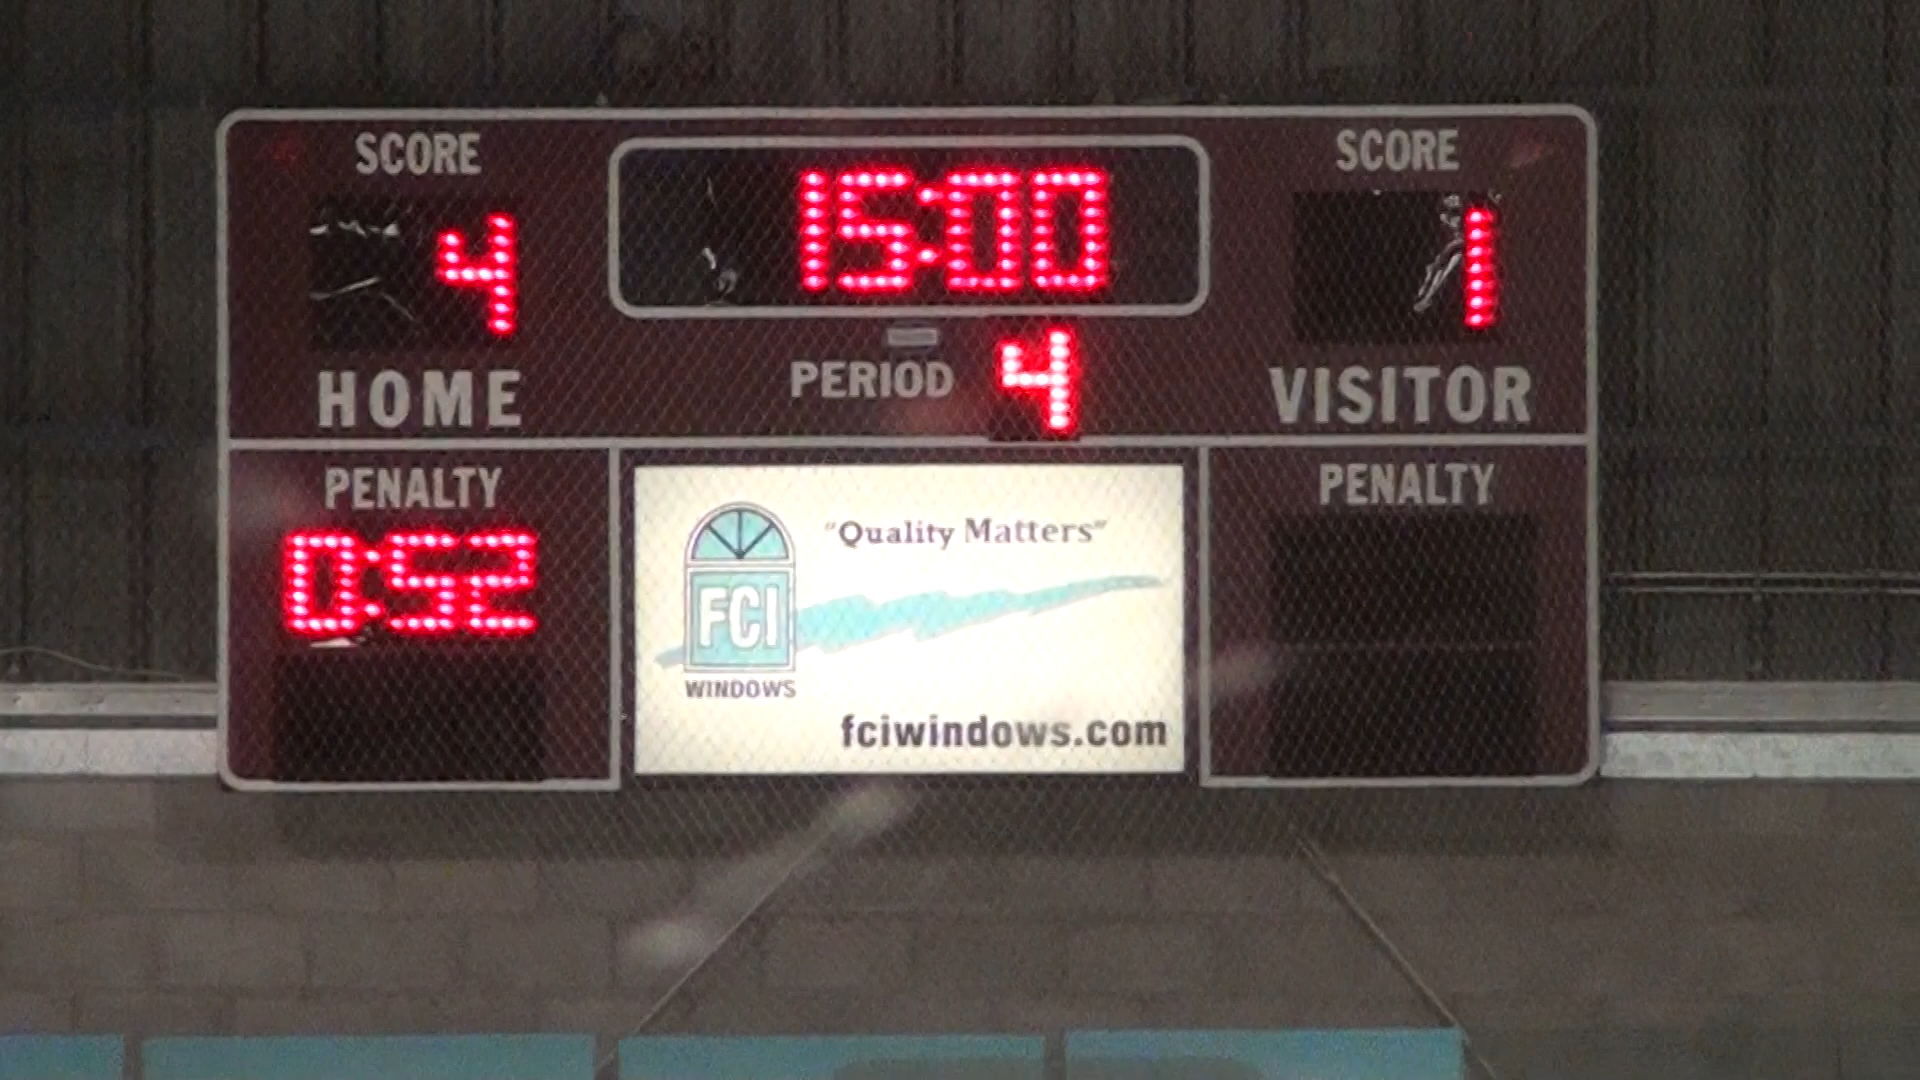 SCORE
15:00
SCORE
4
1
HOME
PERIOD 4
VISITOR
PENALTY
PENALTY
0:52
"Quality Matters"
FCI
WINDOWS
fciwindows.com